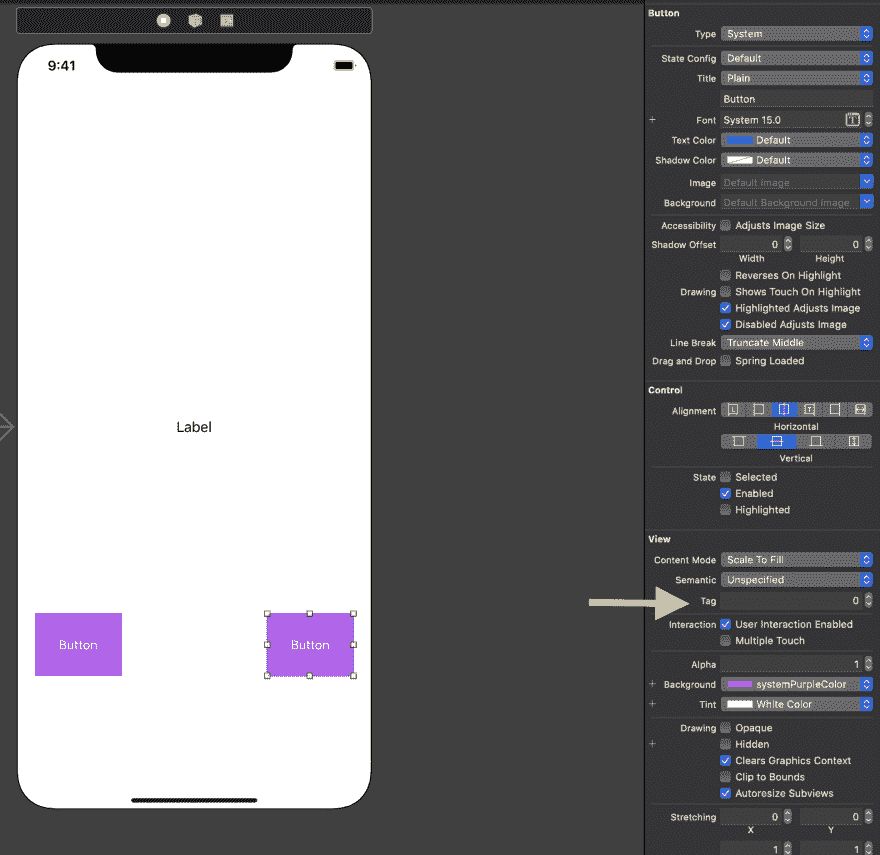 9:41
Label
Button
Button
Button
Type System
State Config Default
Title Plain
Button
+ Font System 15.0 T
Text Color Default
Shadow Color Default
Image Default Image
Background Default Background Image
Accessibility Adjusts Image Size
Shadow Offset 0 0
Width Height
Reverses On Highlight
Drawing Shows Touch On Highlight
Highlighted Adjusts Image
Disabled Adjusts Image
Line Break Truncate Middle
Drag and Drop Spring Loaded
Control
Alignment
Horizontal
Vertical
State Selected
Enabled
Highlighted
View
Content Mode Scale To Fill
Semantic Unspecified
Tag 0
Interaction User Interaction Enabled
Multiple Touch
Alpha 1
+ Background systemPurpleColor
+ Tint White Color
Drawing Opaque
+ Hidden
Clears Graphics Context
Clip to Bounds
Autoresize Subviews
Stretching 0 0
X Y
1 1